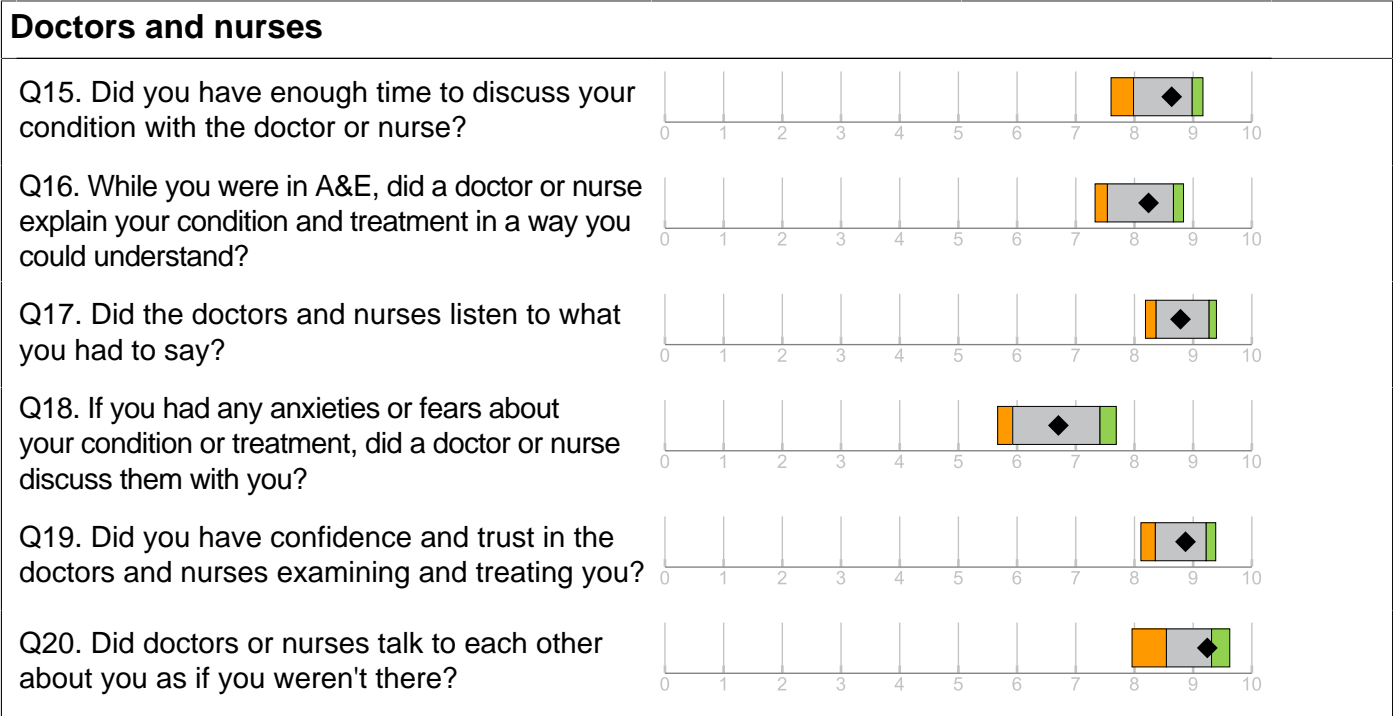 Doctors and nurses
Q15. Did you have enough time to discuss your
condition with the doctor or nurse?
0 1 2 3 4 5 6 7 8 9 10
Q16. While you were in A&E, did a doctor or nurse
explain your condition and treatment in a way you
could understand?
0 1 2 3 4 5 6 7 8 9 10
Q17. Did the doctors and nurses listen to what
you had to say?
0 1 2 3 4 5 6 7 8 9 10
Q18. If you had any anxieties or fears about
your condition or treatment, did a doctor or nurse
discuss them with you?
0 1 2 3 4 5 6 7 8 9 10
Q19. Did you have confidence and trust in the
doctors and nurses examining and treating you?
0 1 2 3 4 5 6 7 8 9 10
Q20. Did doctors or nurses talk to each other
about you as if you weren't there?
0 1 2 3 4 5 6 7 8 9 10